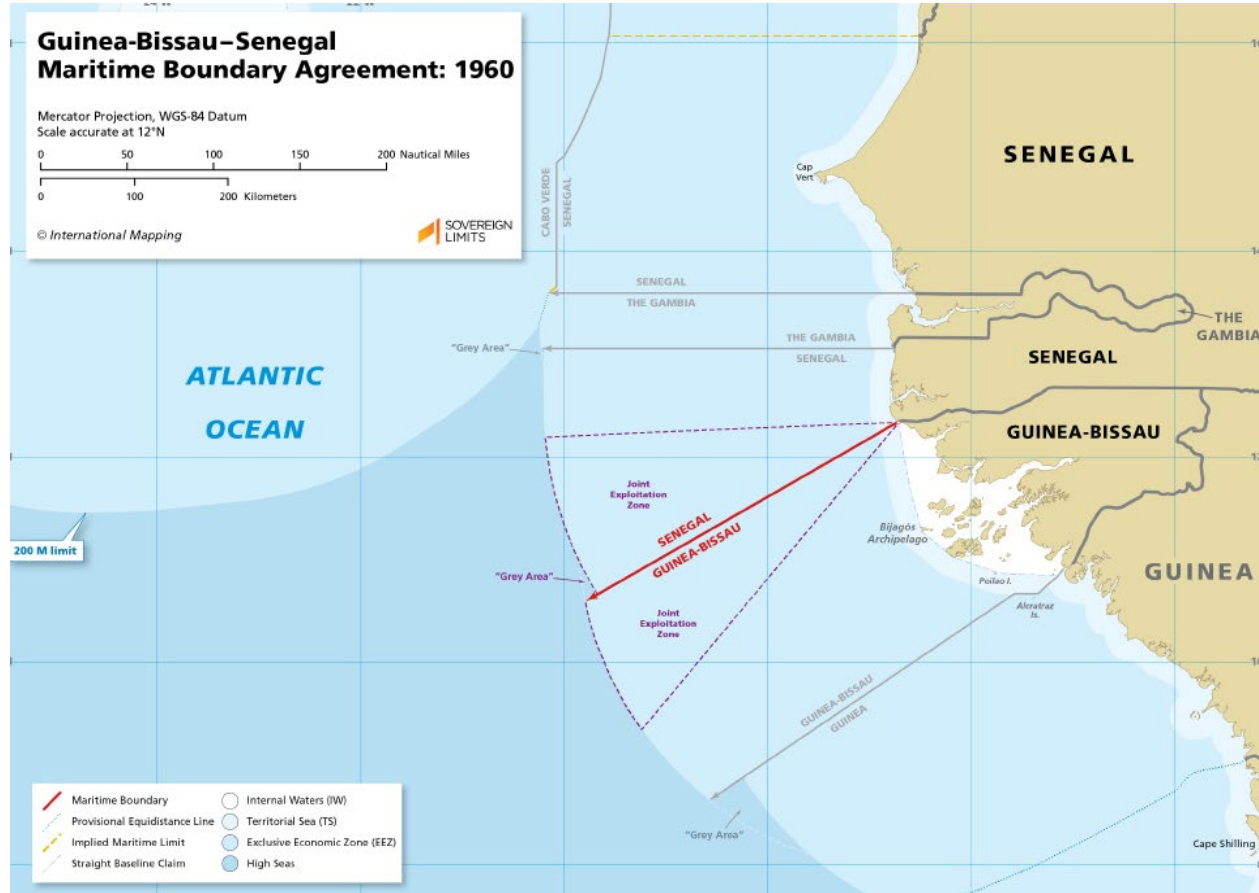 24°W
22°W
Guinea-Bissau–Senegal
Maritime Boundary Agreement: 1960
Mercator Projection, WGS-84 Datum
Scale accurate at 12°N
0 50 100 150 200 Nautical Miles
0 100 200 Kilometers
© International Mapping
SOVEREIGN
LIMITS
CABO VERDE
SENEGAL
Cap
Vert
SENEGAL
SENEGAL
THE GAMBIA
THE GAMBIA
SENEGAL
"Grey Area"
THE
GAMBIA
SENEGAL
ATLANTIC
OCEAN
GUINEA-BISSAU
Joint
Exploitation
Zone
SENEGAL
GUINEA-BISSAU
Bijagós
Archipelago
200 M limit
"Grey Area"
Poilao I.
GUINEA
Alcatraz
Is.
Joint
Exploitation
Zone
GUINEA-BISSAU
GUINEA
"Grey Area"
Cape Shilling
Maritime Boundary
Provisional Equidistance Line
Implied Maritime Limit
Straight Baseline Claim
Internal Waters (IW)
Territorial Sea (TS)
Exclusive Economic Zone (EEZ)
High Seas